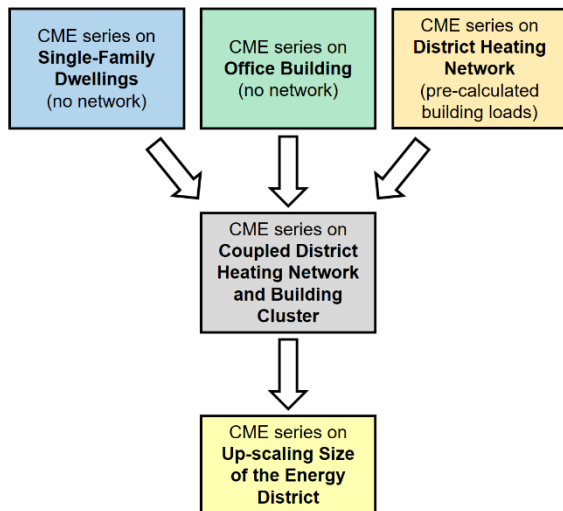 CME series on
Single-Family
Dwellings
(no network)
CME series on
Office Building
(no network)
CME series on
District Heating
Network
(pre-calculated
building loads)
CME series on
Coupled District
Heating Network
and Building
Cluster
CME series on
Up-scaling Size
of the Energy
District